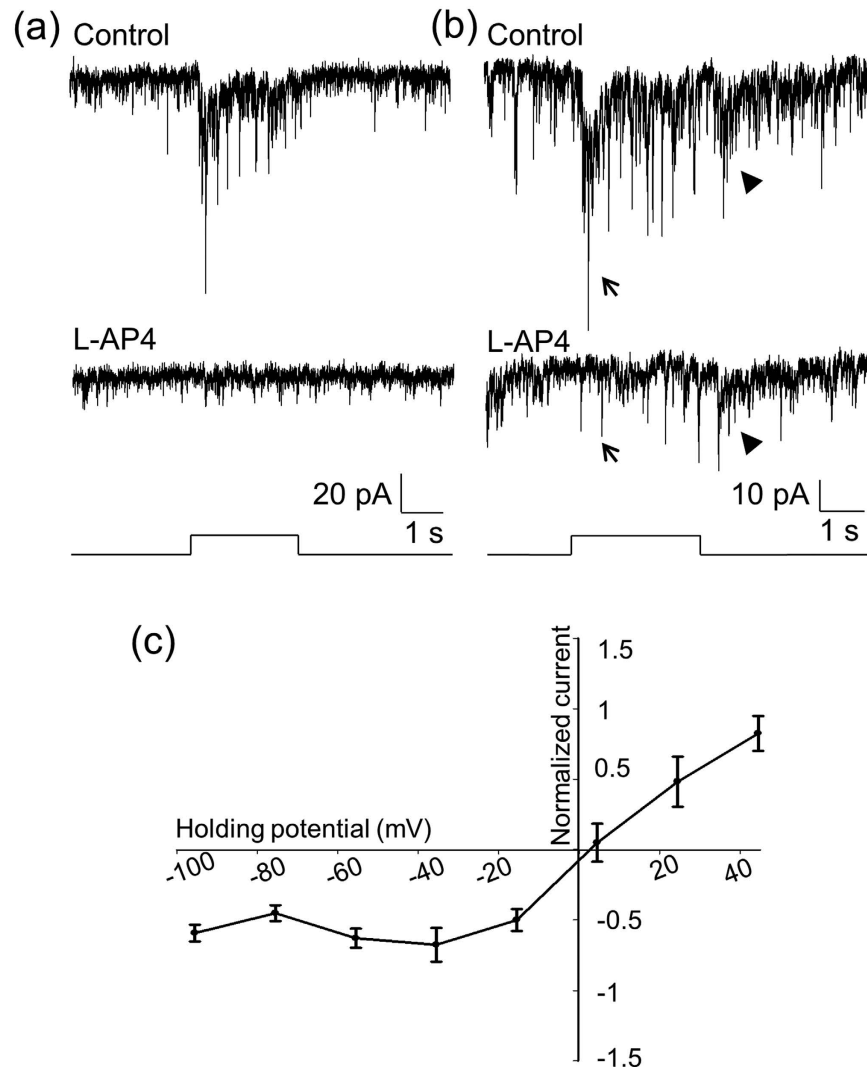 (a)
Control
(b)
Control
L-AP4
L-AP4
20 pA
1 s
10 pA
1 s
(c)
Normalized current
1.5
1
0.5
Holding potential (mV)
-100
-80
-60
-40
-20
20
40
-0.5
-1
-1.5